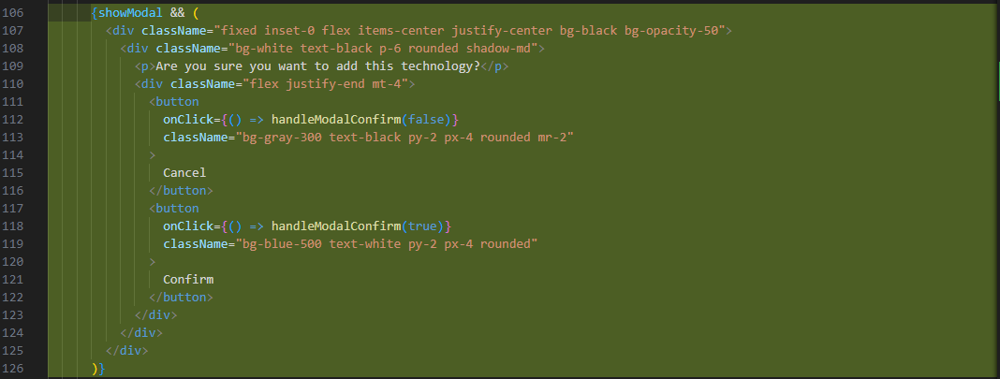 106 {showModal && (
107 <div className="fixed inset-0 flex items-center justify-center bg-black bg-opacity-50">
108 <div className="bg-white text-black p-6 rounded shadow-md">
109 <p>Are you sure you want to add this technology?</p>
110 <div className="flex justify-end mt-4">
111 <button
112 onClick={() => handleModalConfirm(false)}
113 className="bg-gray-300 text-black py-2 px-4 rounded mr-2"
114 >
115 Cancel
116 </button>
117 <button
118 onClick={() => handleModalConfirm(true)}
119 className="bg-blue-500 text-white py-2 px-4 rounded"
120 >
121 Confirm
122 </button>
123 </div>
124 </div>
125 </div>
126 )}